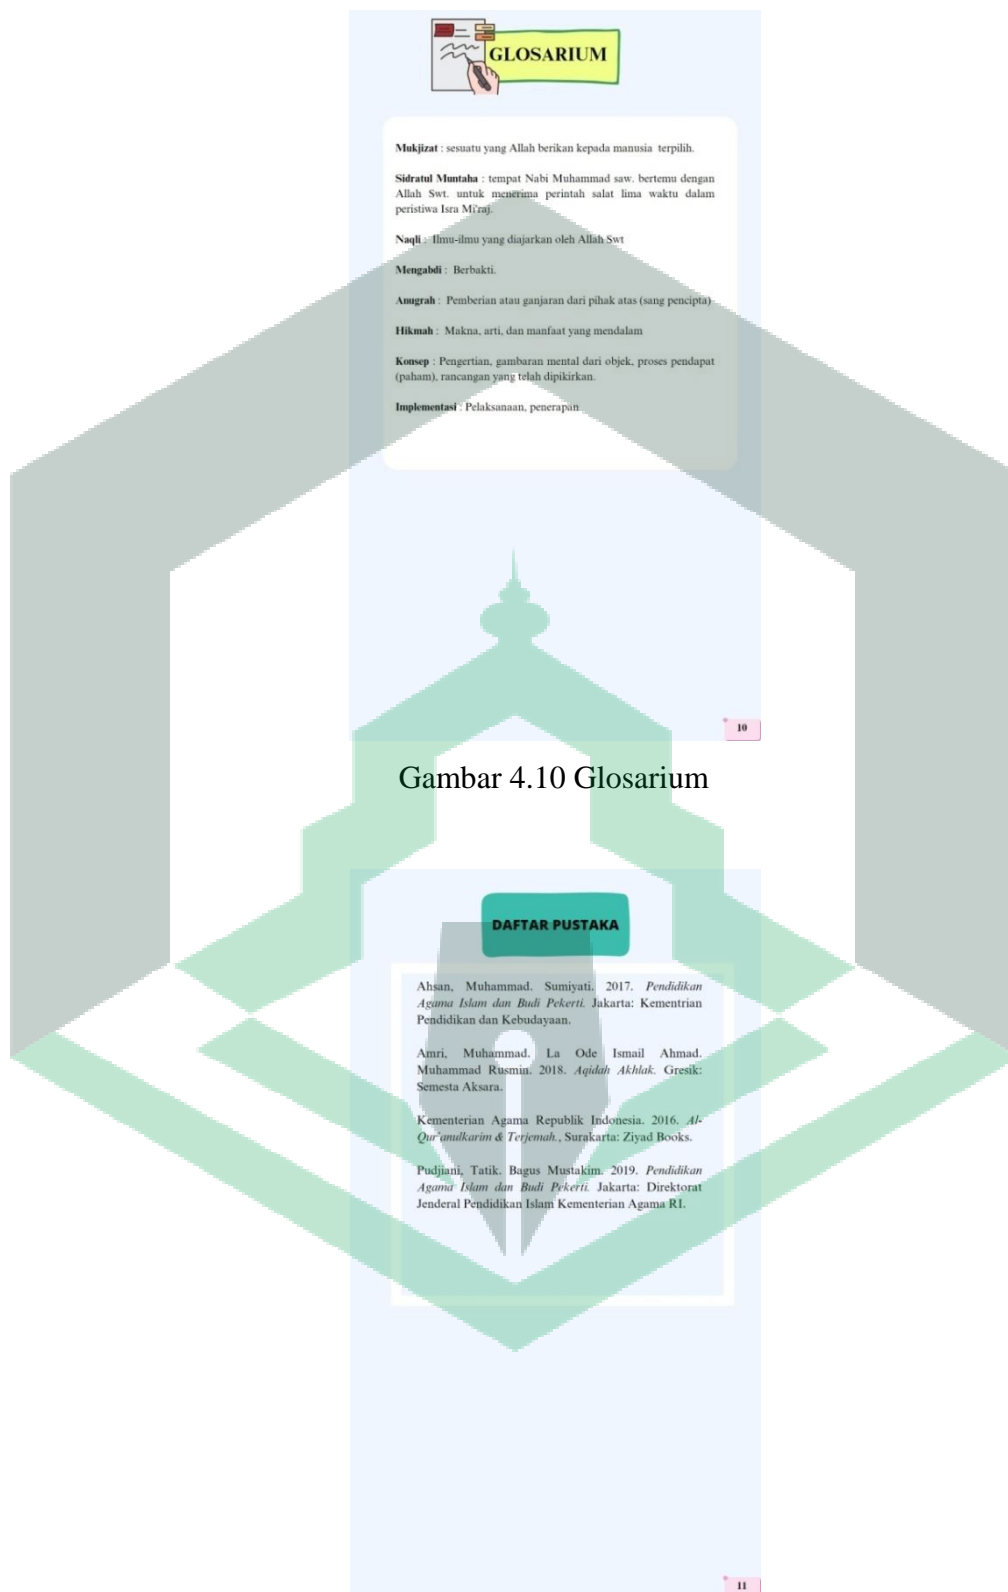 GLOSARIUM
Mukjizat : sesuatu yang Allah berikan kepada manusia terpilih.
Sidratul Muntaha : tempat Nabi Muhammad saw. bertemu dengan
Allah Swt. untuk menerima perintah salat lima waktu dalam
peristiwa Isra Mi'raj.
Naqli : Ilmu-ilmu yang diajarkan oleh Allah Swt
Mengabdi : Berbakti.
Anugrah : Pemberian atau ganjaran dari pihak atas (sang pencipta)
Hikmah : Makna, arti, dan manfaat yang mendalam
Konsep : Pengertian, gambaran mental dari objek, proses pendapat
(paham), rancangan yang telah dipikirkan.
Implementasi : Pelaksanaan, penerapan
10
Gambar 4.10 Glosarium
DAFTAR PUSTAKA
Ahsan, Muhammad. Sumiyati. 2017. Pendidikan
Agama Islam dan Budi Pekerti. Jakarta: Kementrian
Pendidikan dan Kebudayaan.
Amri, Muhammad. La Ode Ismail Ahmad.
Muhammad Rusmin. 2018. Aqidah Akhlak. Gresik:
Semesta Aksara.
Kementerian Agama Republik Indonesia. 2016. Al-
Qur'anulkarim & Terjemah., Surakarta: Ziyad Books.
Pudjiani, Tatik. Bagus Mustakim. 2019. Pendidikan
Agama Islam dan Budi Pekerti. Jakarta: Direktorat
Jenderal Pendidikan Islam Kementerian Agama RI.
11